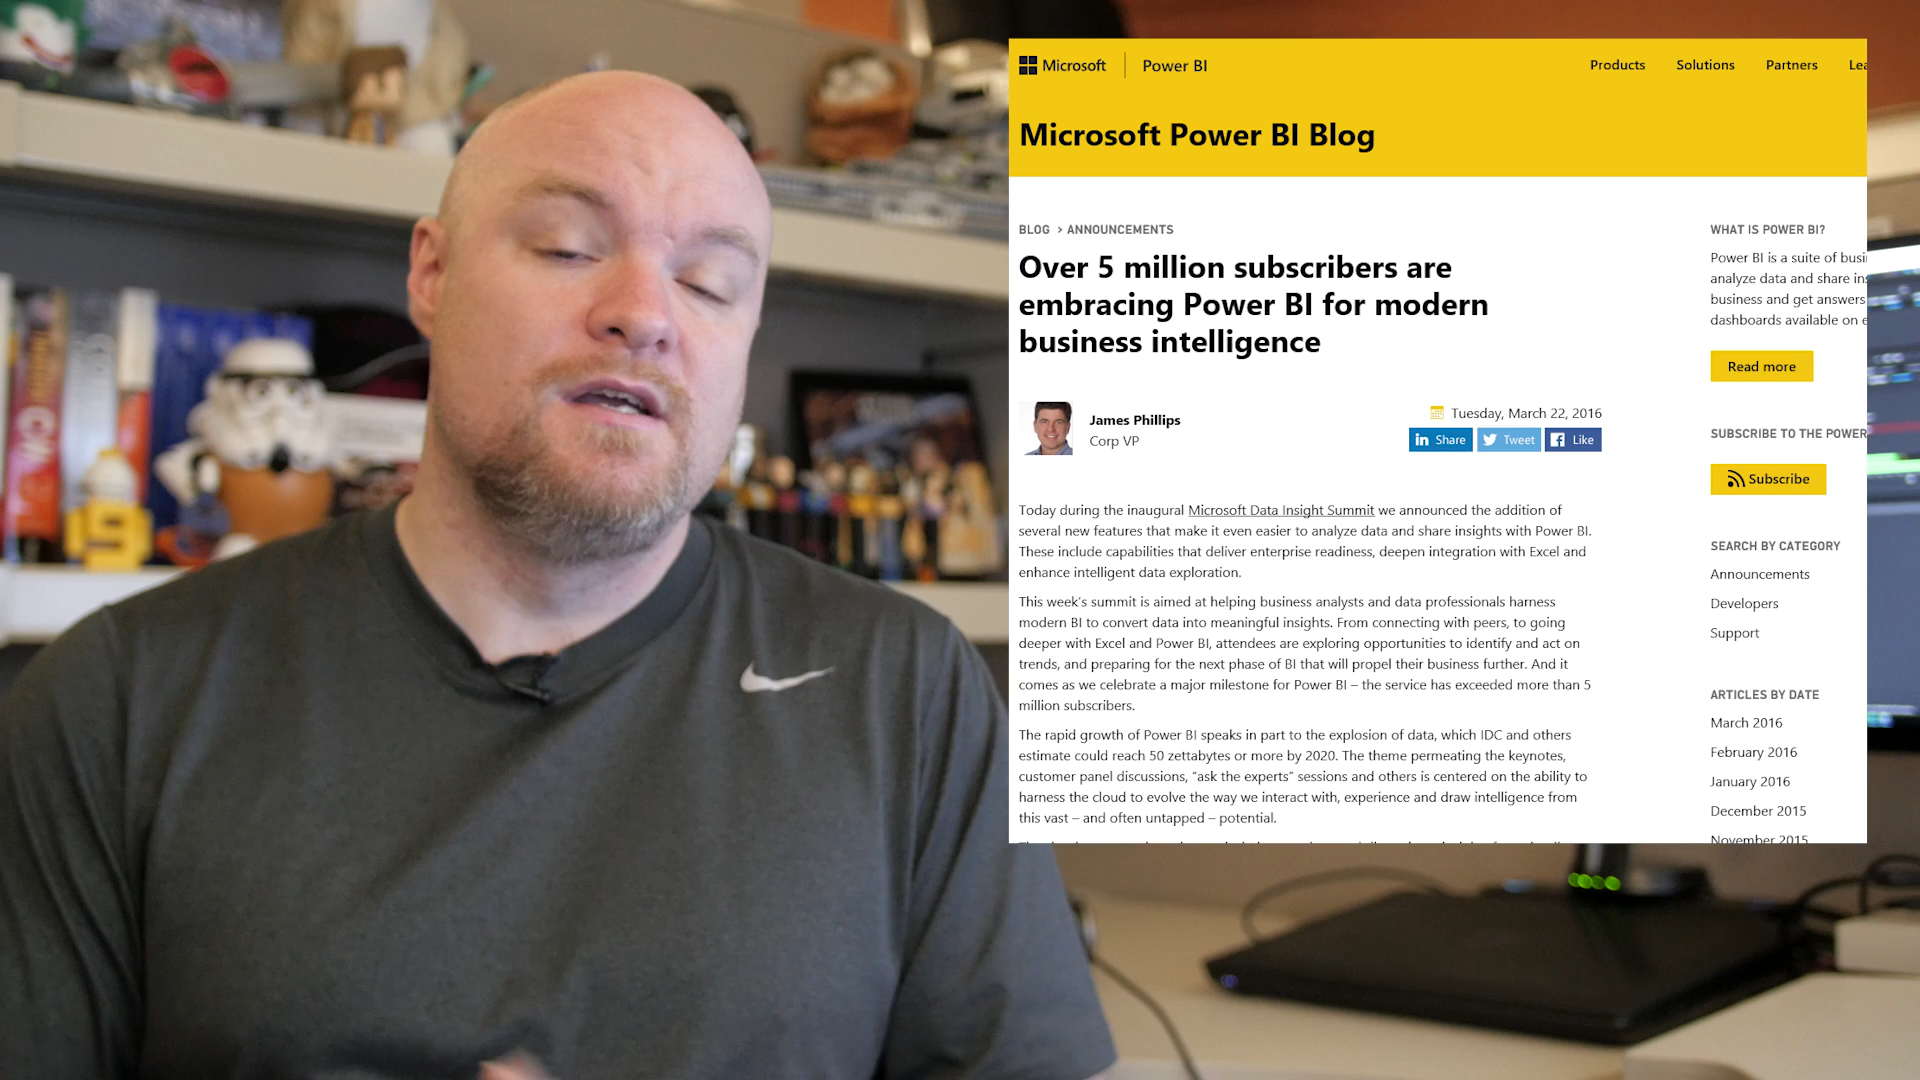 Microsoft Power BI
Products Solutions Partners
Microsoft Power BI Blog
BLOG > ANNOUNCEMENTS
Over 5 million subscribers are
embracing Power BI for modern
business intelligence
James Phillips
Corp VP
Tuesday, March 22, 2016
Share Tweet Like
Today during the inaugural Microsoft Data Insight Summit we announced the addition of
several new features that make it even easier to analyze data and share insights with Power BI.
These include capabilities that deliver enterprise readiness, deepen integration with Excel and
enhance intelligent data exploration.
This week's summit is aimed at helping business analysts and data professionals harness
modern BI to convert data into meaningful insights. From connecting with peers, to going
deeper with Excel and Power BI, attendees are exploring opportunities to identify and act on
trends, and preparing for the next phase of BI that will propel their business further. And it
comes as we celebrate a major milestone for Power BI – the service has exceeded more than 5
million subscribers.
The rapid growth of Power BI speaks in part to the explosion of data, which IDC and others
estimate could reach 50 zettabytes or more by 2020. The theme permeating the keynotes,
customer panel discussions, “ask the experts” sessions and others is centered on the ability to
harness the cloud to evolve the way we interact with, experience and draw intelligence from
this vast – and often untapped – potential.
WHAT IS POWER BI?
Power BI is a suite of busi
analyze data and share ins
business and get answers
dashboards available on e
Read more
SUBSCRIBE TO THE POWER
Subscribe
SEARCH BY CATEGORY
Announcements
Developers
Support
ARTICLES BY DATE
March 2016
February 2016
January 2016
December 2015
November 2015